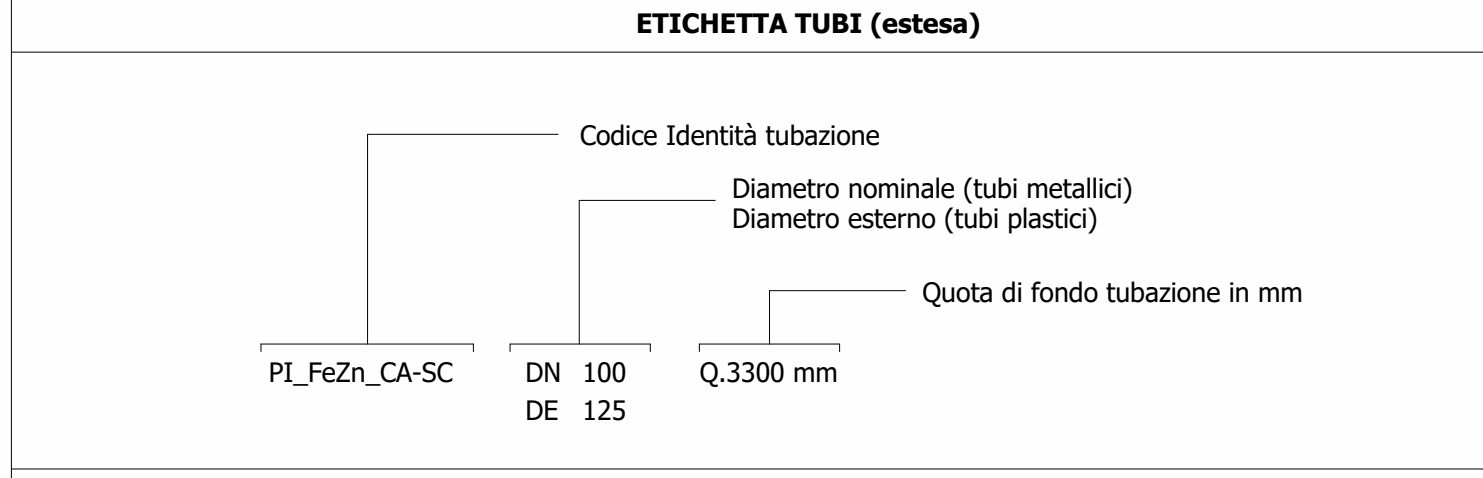 ETICHETTA TUBI (estesa)
Codice Identità tubazione
Diametro nominale (tubi metallici)
Diametro esterno (tubi plastici)
Quota di fondo tubazione in mm
PI_FeZn_CA-SC DN 100 Q.3300 mm
DE 125